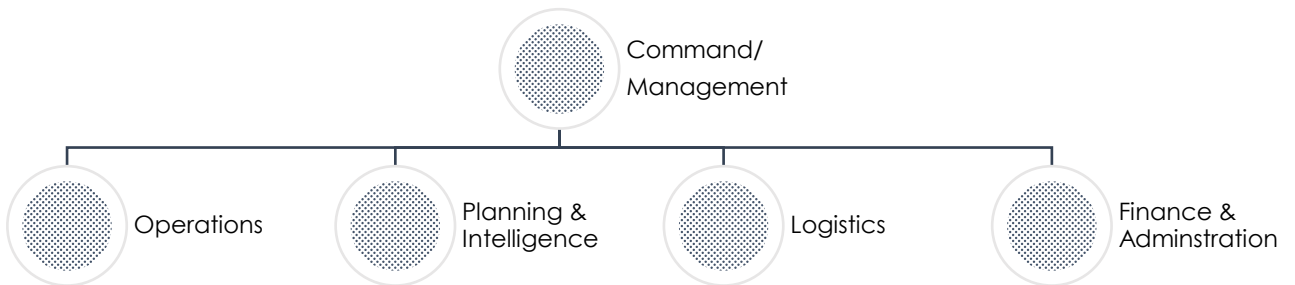 Command/
Management
Operations
Planning &
Intelligence
Logistics
Finance &
Adminstration